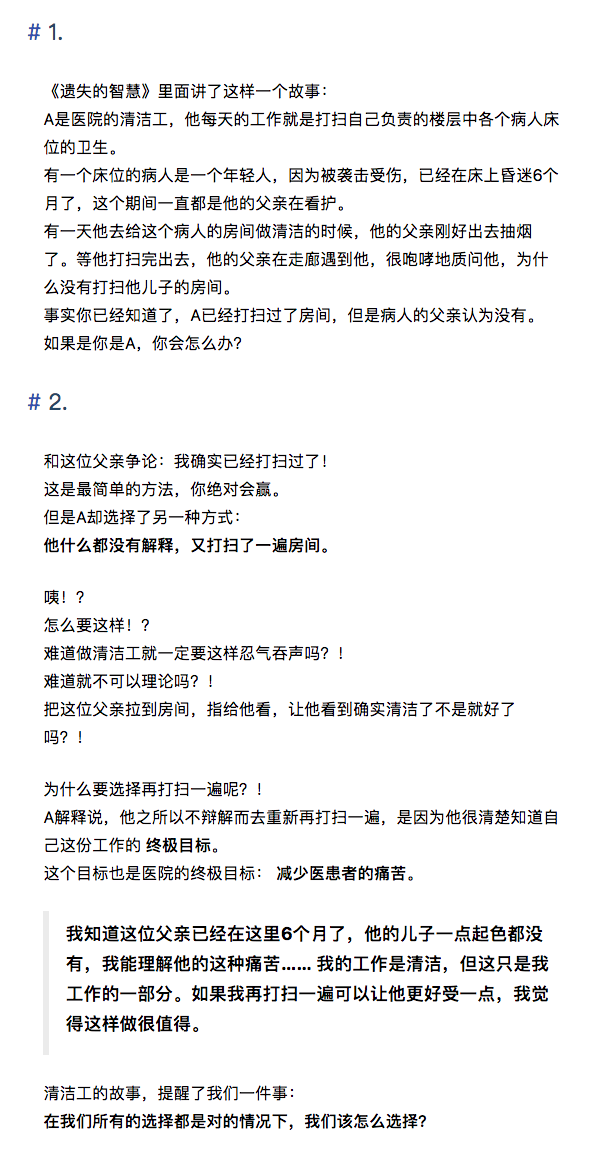 # 1.
《遗失的智慧》里面讲了这样一个故事：
A是医院的清洁工，他每天的工作就是打扫自己负责的楼层中各个病人床
位的卫生。
有一个床位的病人是一个年轻人，因为被袭击受伤，已经在床上昏迷6个
月了，这个期间一直都是他的父亲在看护。
有一天他去给这个病人的房间做清洁的时候，他的父亲刚好出去抽烟
了。等他打扫完出去，他的父亲在走廊遇到他，很咆哮地质问他，为什
么没有打扫他儿子的房间。
事实你已经知道了，A已经打扫过了房间，但是病人的父亲认为没有。
如果是你是A，你会怎么办？
# 2.
和这位父亲争论：我确实已经打扫过了！
这是最简单的方法，你绝对会赢。
但是A却选择了另一种方式：
他什么都没有解释，又打扫了一遍房间。
咦！？
怎么要这样！？
难道做清洁工就一定要这样忍气吞声吗？！
难道就不可以理论吗？！
把这位父亲拉到房间，指给他看，让他看到确实清洁了不是就好了
吗？！
为什么要选择再打扫一遍呢？！
A解释说，他之所以不辩解而去重新再打扫一遍，是因为他很清楚知道自
己这份工作的 终极目标。
这个目标也是医院的终极目标： 减少医患者的痛苦。
我知道这位父亲已经在这里6个月了，他的儿子一点起色都没
有，我能理解他的这种痛苦…… 我的工作是清洁，但这只是我
工作的一部分。如果我再打扫一遍可以让他更好受一点，我觉
得这样做很值得。
清洁工的故事，提醒了我们一件事：
在我们所有的选择都是对的情况下，我们该怎么选择？